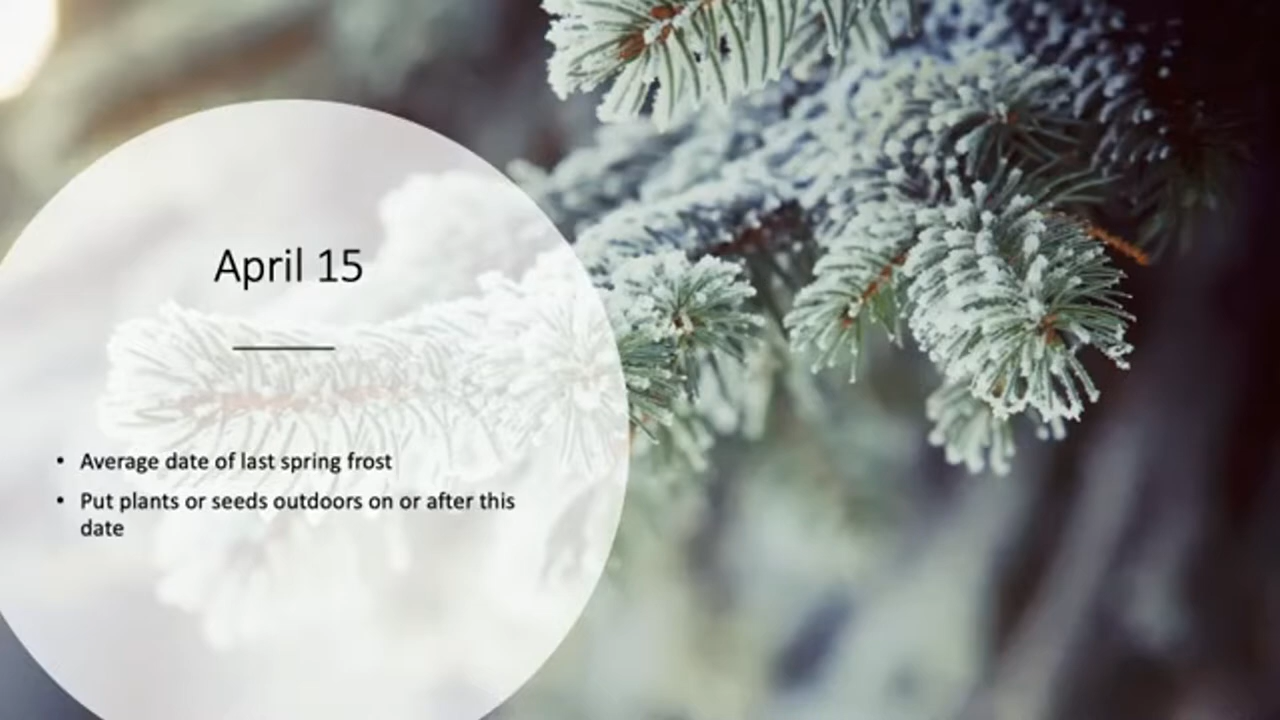 April 15
• Average date of last spring frost
• Put plants or seeds outdoors on or after this
date